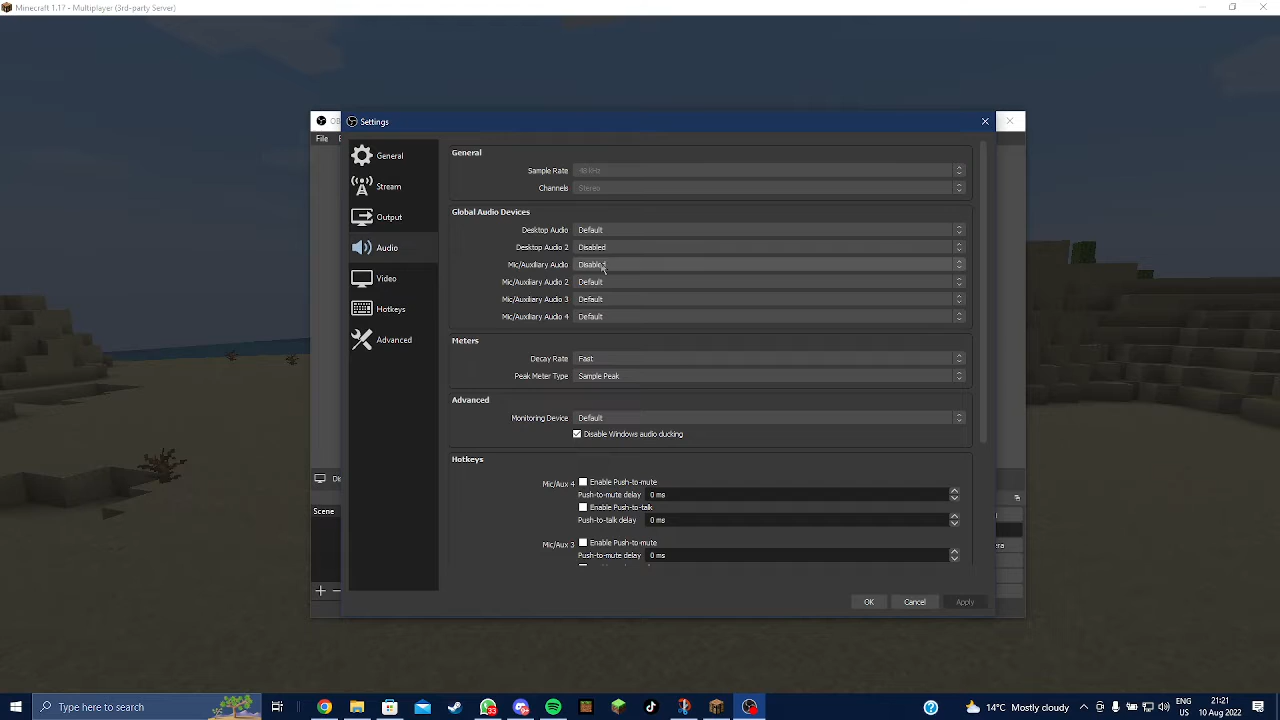 Minecraft 1.17 - Multiplayer (3rd-party Server)
OB
Settings
File
General
Stream
Output
Audio
Video
Hotkeys
Advanced
General
Sample Rate 48 kHz
Channels Stereo
Global Audio Devices
Desktop Audio Default
Desktop Audio 2 Disabled
Mic/Auxiliary Audio Disabled
Mic/Auxiliary Audio 2 Default
Mic/Auxiliary Audio 3 Default
Mic/Auxiliary Audio 4 Default
Meters
Decay Rate Fast
Peak Meter Type Sample Peak
Advanced
Monitoring Device Default
Disable Windows audio ducking
Hotkeys
Mic/Aux 4 Enable Push-to-mute
Push-to-mute delay 0 ms
Enable Push-to-talk
Push-to-talk delay 0 ms
Mic/Aux 3 Enable Push-to-mute
Push-to-mute delay 0 ms
Scene
OK Cancel Apply
Type here to search
14°C Mostly cloudy
ENG
US
21:21
10 Aug 2022